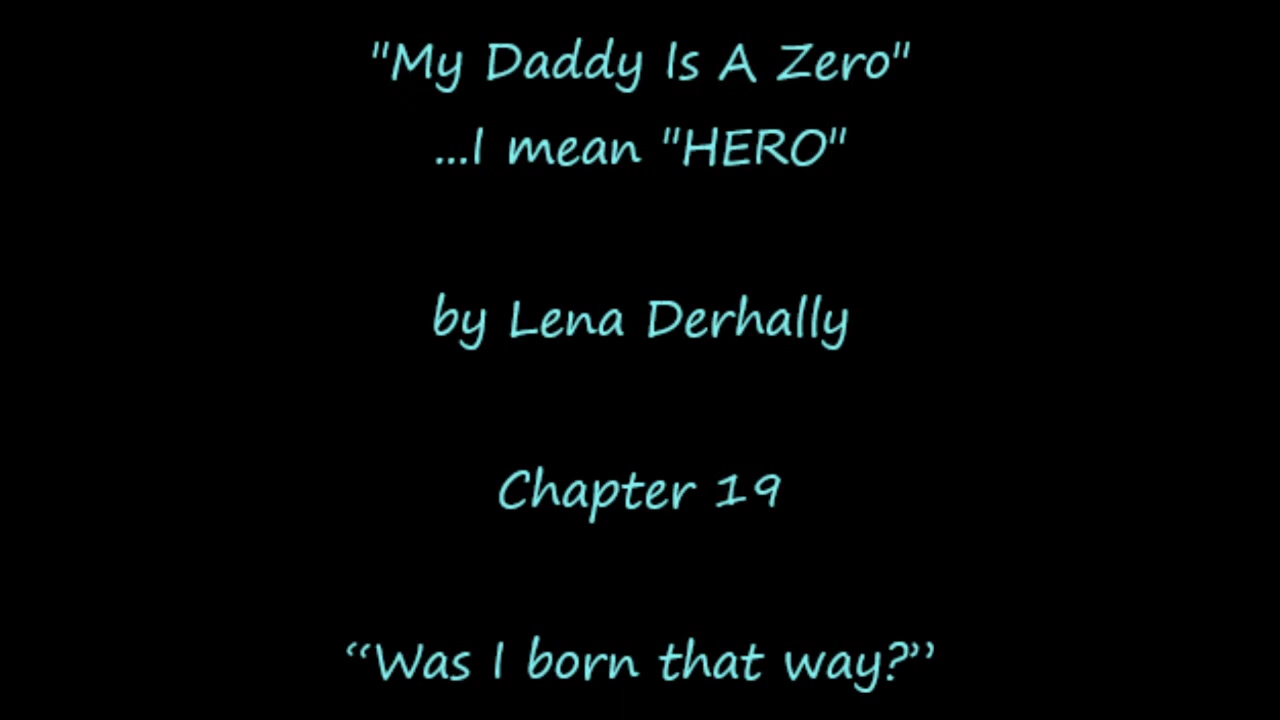 "My Daddy Is A Zero"
...I mean "HERO"
by Lena Derhally
Chapter 19
“Was I born that way?”